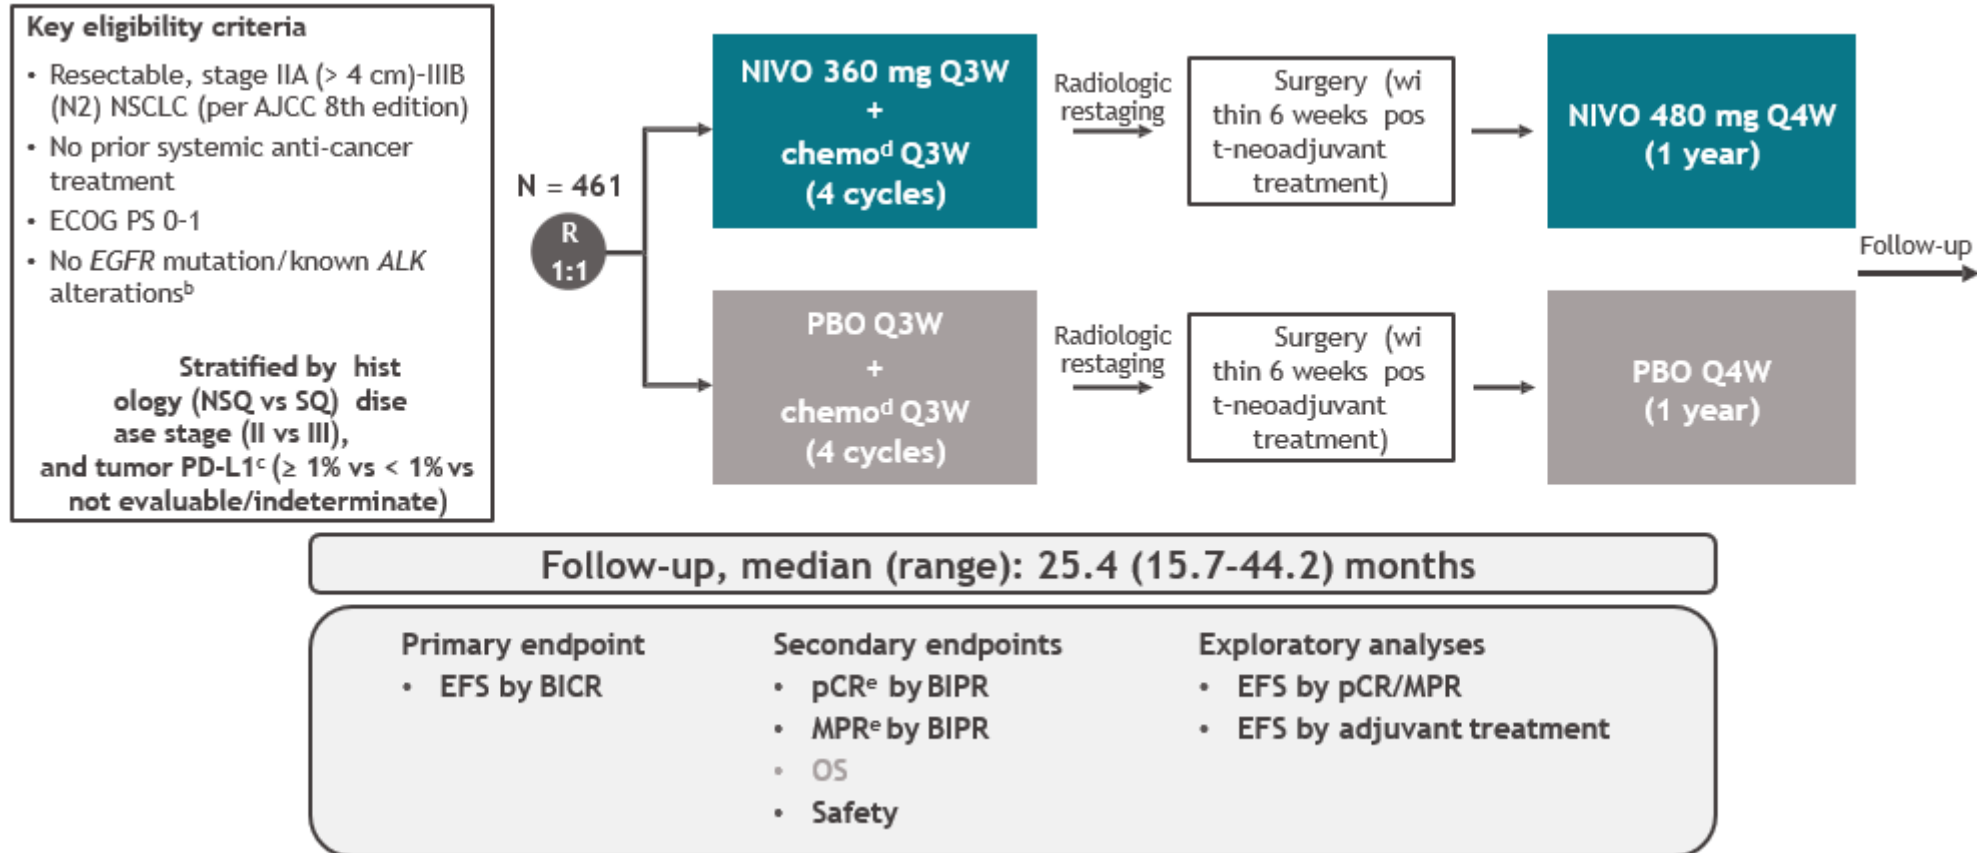 Key eligibility criteria
• Resectable, stage IIA (> 4 cm)-IIIB
(N2) NSCLC (per AJCC 8th edition)
• No prior systemic anti-cancer
treatment
• ECOG PS 0-1
• No EGFR mutation/known ALK
alterationsᵇ
Stratified by hist
ology (NSQ vs SQ) dise
ase stage (II vs III),
and tumor PD-L1ᶜ (≥ 1% vs < 1% vs
not evaluable/indeterminate)
N = 461
R
1:1
NIVO 360 mg Q3W
+
chemoᵈ Q3W
(4 cycles)
Radiologic
restaging
Surgery (wi
thin 6 weeks pos
t-neoadjuvant
treatment)
NIVO 480 mg Q4W
(1 year)
PBO Q3W
+
chemoᵈ Q3W
(4 cycles)
Radiologic
restaging
Surgery (wi
thin 6 weeks pos
t-neoadjuvant
treatment)
PBO Q4W
(1 year)
Follow-up
Follow-up, median (range): 25.4 (15.7-44.2) months
Primary endpoint
• EFS by BICR
Secondary endpoints
• pCRᵉ by BIPR
• MPRᵉ by BIPR
• OS
• Safety
Exploratory analyses
• EFS by pCR/MPR
• EFS by adjuvant treatment